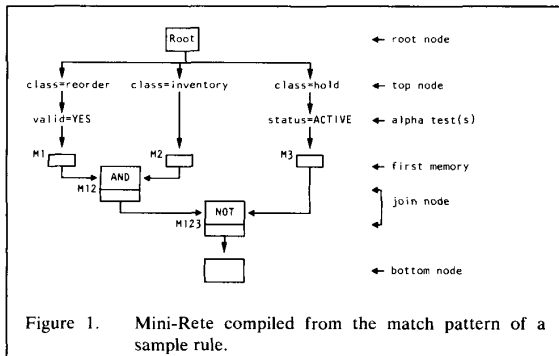 Root ← root node
class=reorder class=inventory class=hold ← top node
valid=YES status=ACTIVE ← alpha test(s)
M1 AND M2 M3 ← first memory
M12
NOT join node
M123
← bottom node
Figure 1. Mini-Rete compiled from the match pattern of a
sample rule.